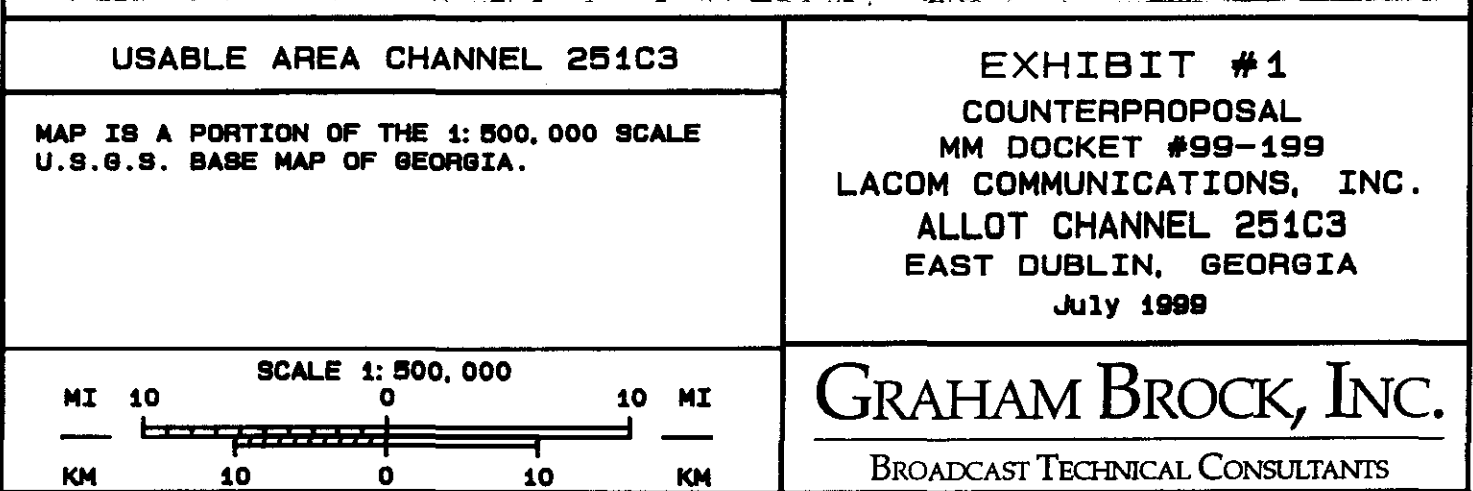 USABLE AREA CHANNEL 251C3
MAP IS A PORTION OF THE 1:500,000 SCALE
U.S.G.S. BASE MAP OF GEORGIA.
SCALE 1:500,000
MI 10 0 10 MI
KM 10 0 10 KM
EXHIBIT #1
COUNTERPROPOSAL
MM DOCKET #99-199
LACOM COMMUNICATIONS, INC.
ALLOT CHANNEL 251C3
EAST DUBLIN, GEORGIA
July 1999
GRAHAM BROCK, INC.
BROADCAST TECHNICAL CONSULTANTS